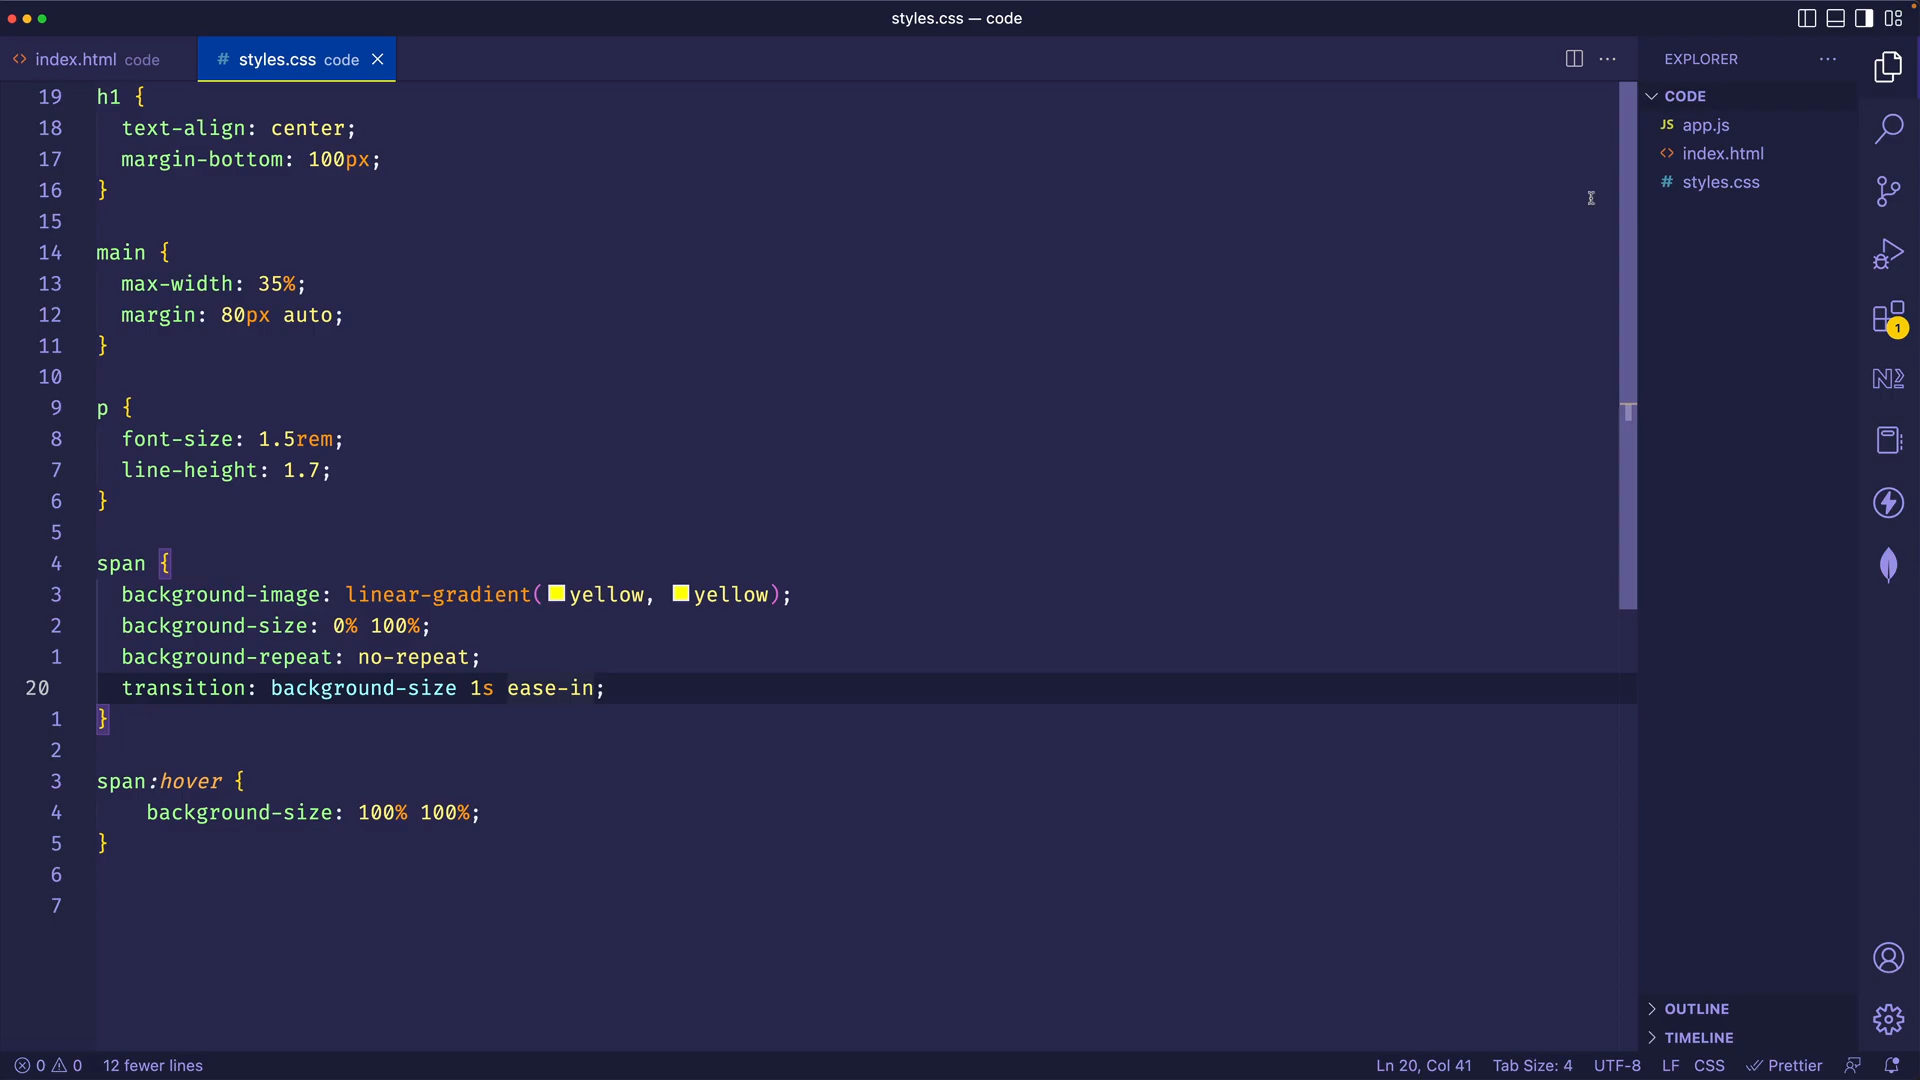 styles.css — code
index.html code
# styles.css code
EXPLORER
CODE
JS app.js
<> index.html
# styles.css
19 h1 {
18 text-align: center;
17 margin-bottom: 100px;
16 }
15
14 main {
13 max-width: 35%;
12 margin: 80px auto;
11 }
10
9 p {
8 font-size: 1.5rem;
7 line-height: 1.7;
6 }
5
4 span {
3 background-image: linear-gradient(yellow, yellow);
2 background-size: 0% 100%;
1 background-repeat: no-repeat;
20 transition: background-size 1s ease-in;
1 }
2
3 span:hover {
4 background-size: 100% 100%;
5 }
6
7
1
OUTLINE
TIMELINE
0 0 12 fewer lines
Ln 20, Col 41 Tab Size: 4 UTF-8 LF CSS Prettier